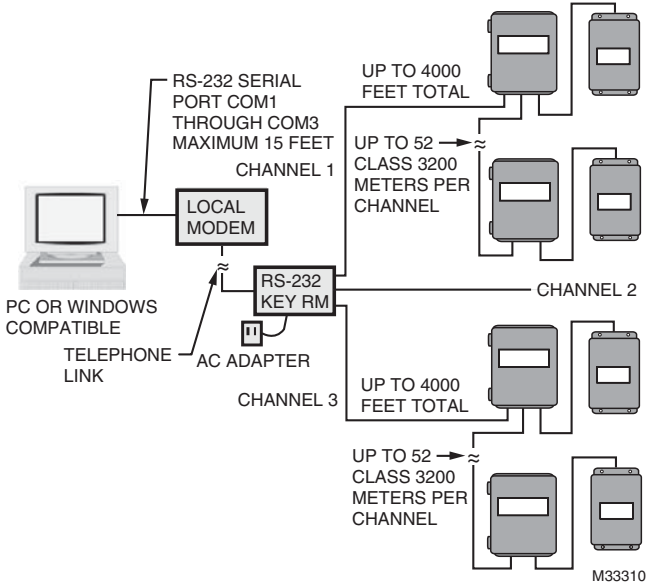 RS-232 SERIAL
PORT COM1
THROUGH COM3
MAXIMUM 15 FEET
CHANNEL 1
UP TO 4000
FEET TOTAL
UP TO 52
CLASS 3200
METERS PER
CHANNEL
LOCAL
MODEM
RS-232
KEY RM
CHANNEL 2
PC OR WINDOWS
COMPATIBLE
TELEPHONE
LINK
AC ADAPTER
CHANNEL 3
UP TO 4000
FEET TOTAL
UP TO 52
CLASS 3200
METERS PER
CHANNEL
M33310